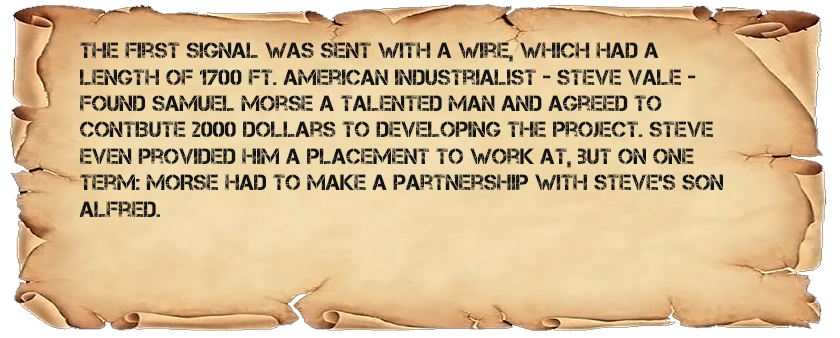 THE FIRST SIGNAL WAS SENT WITH A WIRE, WHICH HAD A
LENGTH OF 1700 FT. AMERICAN INDUSTRIALIST - STEVE VALE -
FOUND SAMUEL MORSE A TALENTED MAN AND AGREED TO
CONTBUTE 2000 DOLLARS TO DEVELOPING THE PROJECT. STEVE
EVEN PROVIDED HIM A PLACEMENT TO WORK AT, BUT ON ONE
TERM: MORSE HAD TO MAKE A PARTNERSHIP WITH STEVE'S SON
ALFRED.